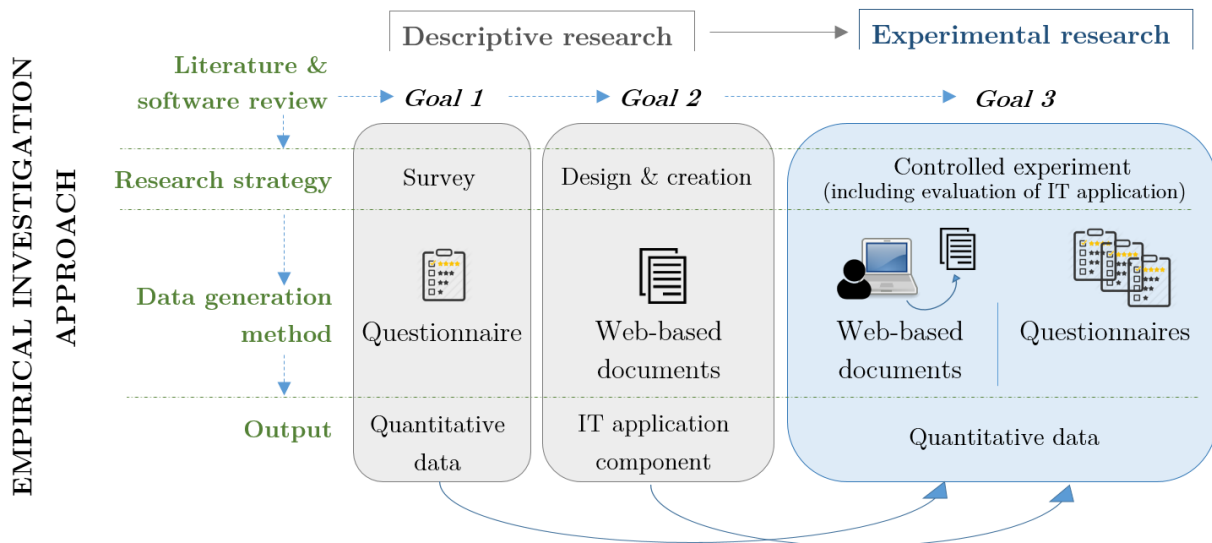 EMPIRICAL INVESTIGATION
APPROACH
Descriptive research
Experimental research
Literature &
software review
Goal 1
Goal 2
Goal 3
Research strategy
Survey
Design & creation
Controlled experiment
(including evaluation of IT application)
Data generation
method
Questionnaire
Web-based
documents
Web-based
documents
Questionnaires
Output
Quantitative
data
IT application
component
Quantitative data